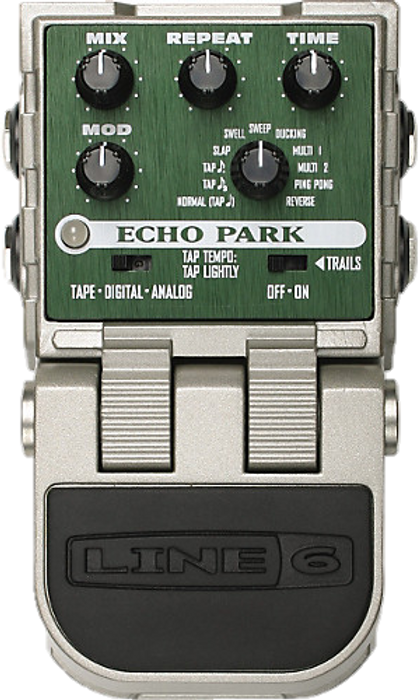 MIX REPEAT TIME
MOD
SWELL SWEEP DUCKING
SLAP MULTI 1
TAP ♪. MULTI 2
TAP ♪ PING PONG
NORMAL (TAP ♩) REVERSE
ECHO PARK
TAP TEMPO:
TAP LIGHTLY
◀TRAILS
TAPE • DIGITAL • ANALOG OFF • ON
LINE 6